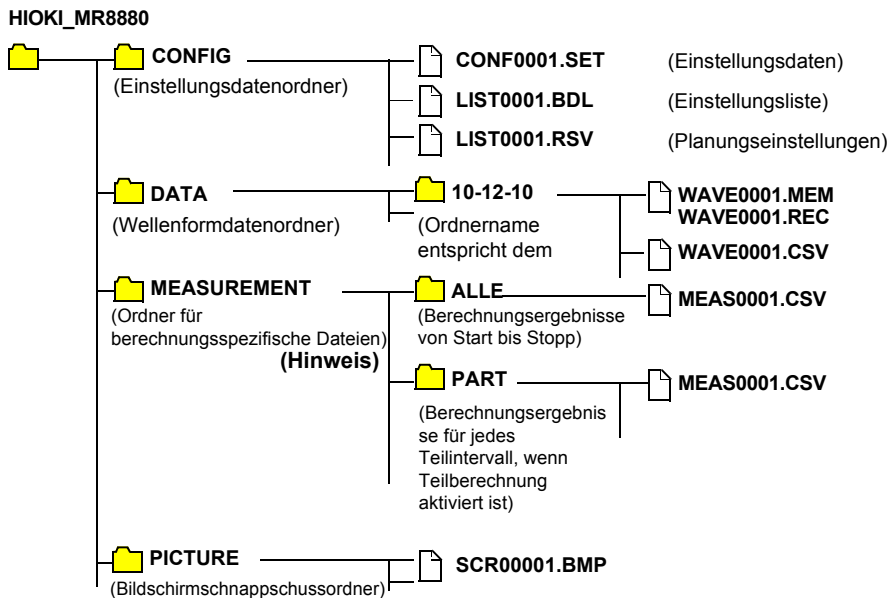 HIOKI_MR8880
CONFIG
(Einstellungsdatenordner)
CONF0001.SET (Einstellungsdaten)
LIST0001.BDL (Einstellungsliste)
LIST0001.RSV (Planungseinstellungen)
DATA
(Wellenformdatenordner)
10-12-10
(Ordnername
entspricht dem
WAVE0001.MEM
WAVE0001.REC
WAVE0001.CSV
MEASUREMENT
(Ordner für
berechnungsspezifische Dateien)
(Hinweis)
ALLE
(Berechnungsergebnisse
von Start bis Stopp)
MEAS0001.CSV
PART
(Berechnungsergebnis
se für jedes
Teilintervall, wenn
Teilberechnung
aktiviert ist)
MEAS0001.CSV
PICTURE
(Bildschirmschnappschussordner)
SCR00001.BMP